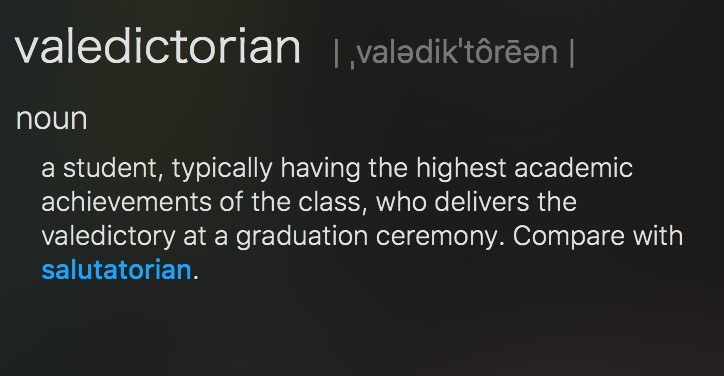 valedictorian | ˌvalədikˈtôrēən |
noun
a student, typically having the highest academic
achievements of the class, who delivers the
valedictory at a graduation ceremony. Compare with
salutatorian.